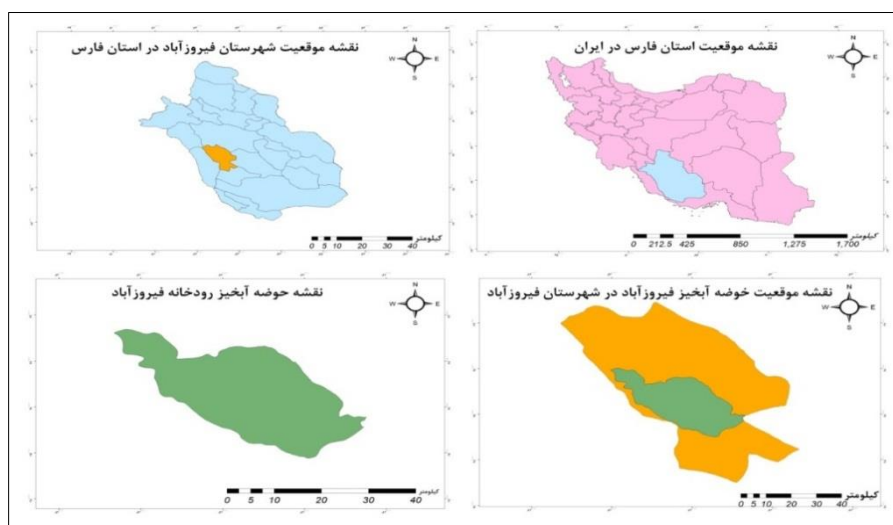 نقشه موقعیت استان فارس در ایران
N
W E
S
کیلومتر
0 212.5 425 850 1,275 1,700
نقشه موقعیت شهرستان فیروزآباد در استان فارس
N
W E
S
کیلومتر
0 5 10 20 30 40
نقشه موقعیت خوضه آبخیز فیروزآباد در شهرستان فیروزآباد
N
W E
S
کیلومتر
0 5 10 20 30 40
نقشه حوضه آبخیز رودخانه فیروزآباد
N
W E
S
کیلومتر
0 5 10 20 30 40